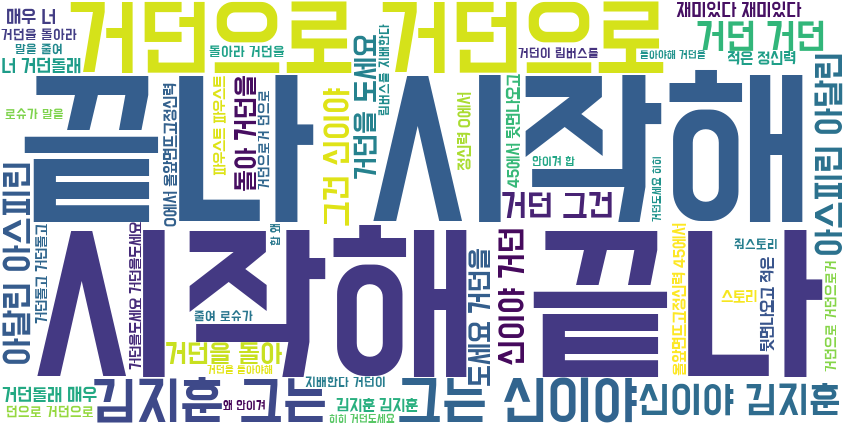 매우 너
거던을 돌아라
말을 줄여
너 거던돌래
거던으로 거던으로
돌아라 거던을
거던이 림버스를
돌아야해 거던을
재미있다 재미있다
거던 거던
적은 정신력
끝나 시작해
로슈가 말을
0에서 올앞면뜨고정신력
파우스트 파우스트
돌아 거던을
거던으로거 던으로
그건 신이야
거던을 도세요
림버스를 지배한다
정신력 0에서
45에서 뒷면나오고
안이겨 합
거던도세요 히히
거던 그건
아스피린 아달린
아달린 아스피린
거던돌고 거던돌고
시작해 끝나
거던을도세요 거던을도세요
합 왜
줄여 로슈가
거던을 돌아
거던을 돌아야해
도세요 거던을
신이야 거던
올앞면뜨고정신력 45에서
줘스토리
스토리
뒷면나오고 적은
거던으로 거던으로거
거던돌래 매우
던으로 거던으로
김지훈 그는
왜 안이겨
지배한다 거던이
김지훈 김지훈
히히 거던도세요
그는 신이야
신이야 김지훈